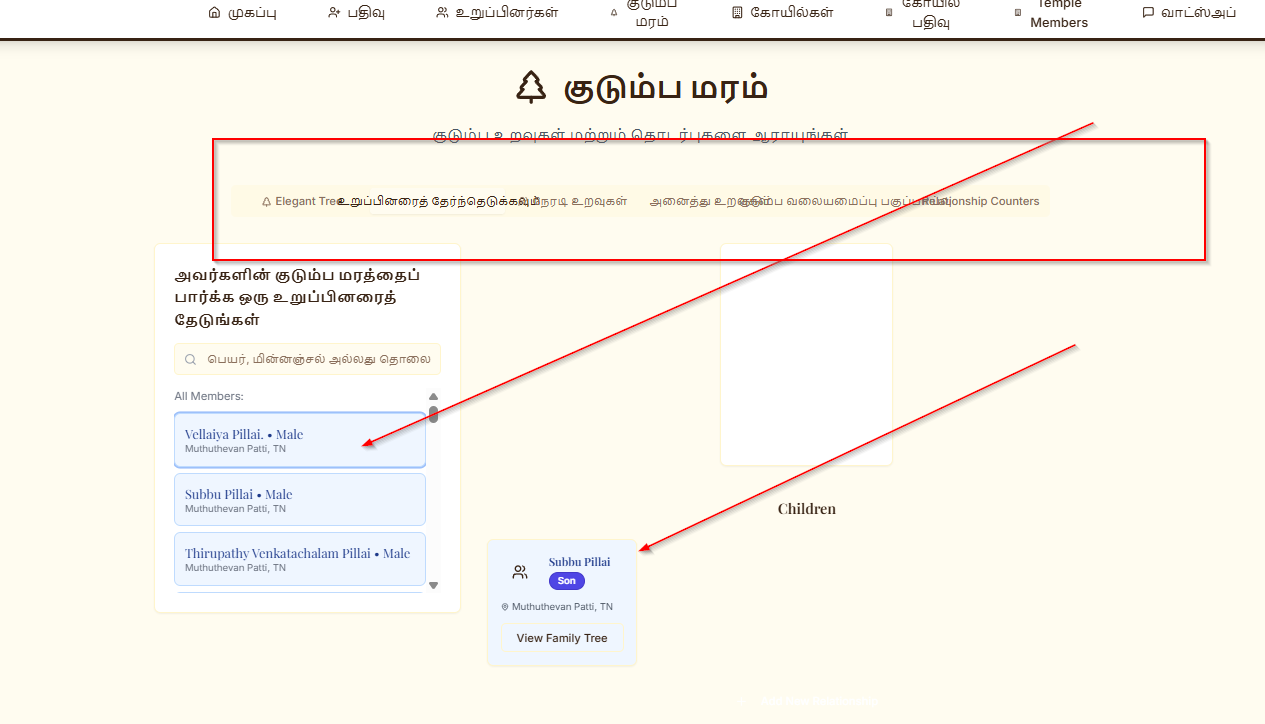 முகப்பு
பதிவு
உறுப்பினர்கள்
குடும்ப
மரம்
கோயில்கள்
கோயில்
பதிவு
Temple
Members
வாட்ஸ்அப்
குடும்ப மரம்
குடும்ப உறவுகள் மற்றும் தொடர்புகளை ஆராயுங்கள்
Elegant Tree
உறுப்பினரைத் தேர்ந்தெடுக்கவும்
நேரடி உறவுகள்
அனைத்து உறவுகள்
குடும்ப வலையமைப்பு பகுப்பாய்வு
Relationship Counters
அவர்களின் குடும்ப மரத்தைப்
பார்க்க ஒரு உறுப்பினரைத்
தேடுங்கள்
பெயர், மின்னஞ்சல் அல்லது தொலை
All Members:
Vellaiya Pillai. • Male
Muthuthevan Patti, TN
Subbu Pillai • Male
Muthuthevan Patti, TN
Thirupathy Venkatachalam Pillai • Male
Muthuthevan Patti, TN
Children
Subbu Pillai
Son
Muthuthevan Patti, TN
View Family Tree